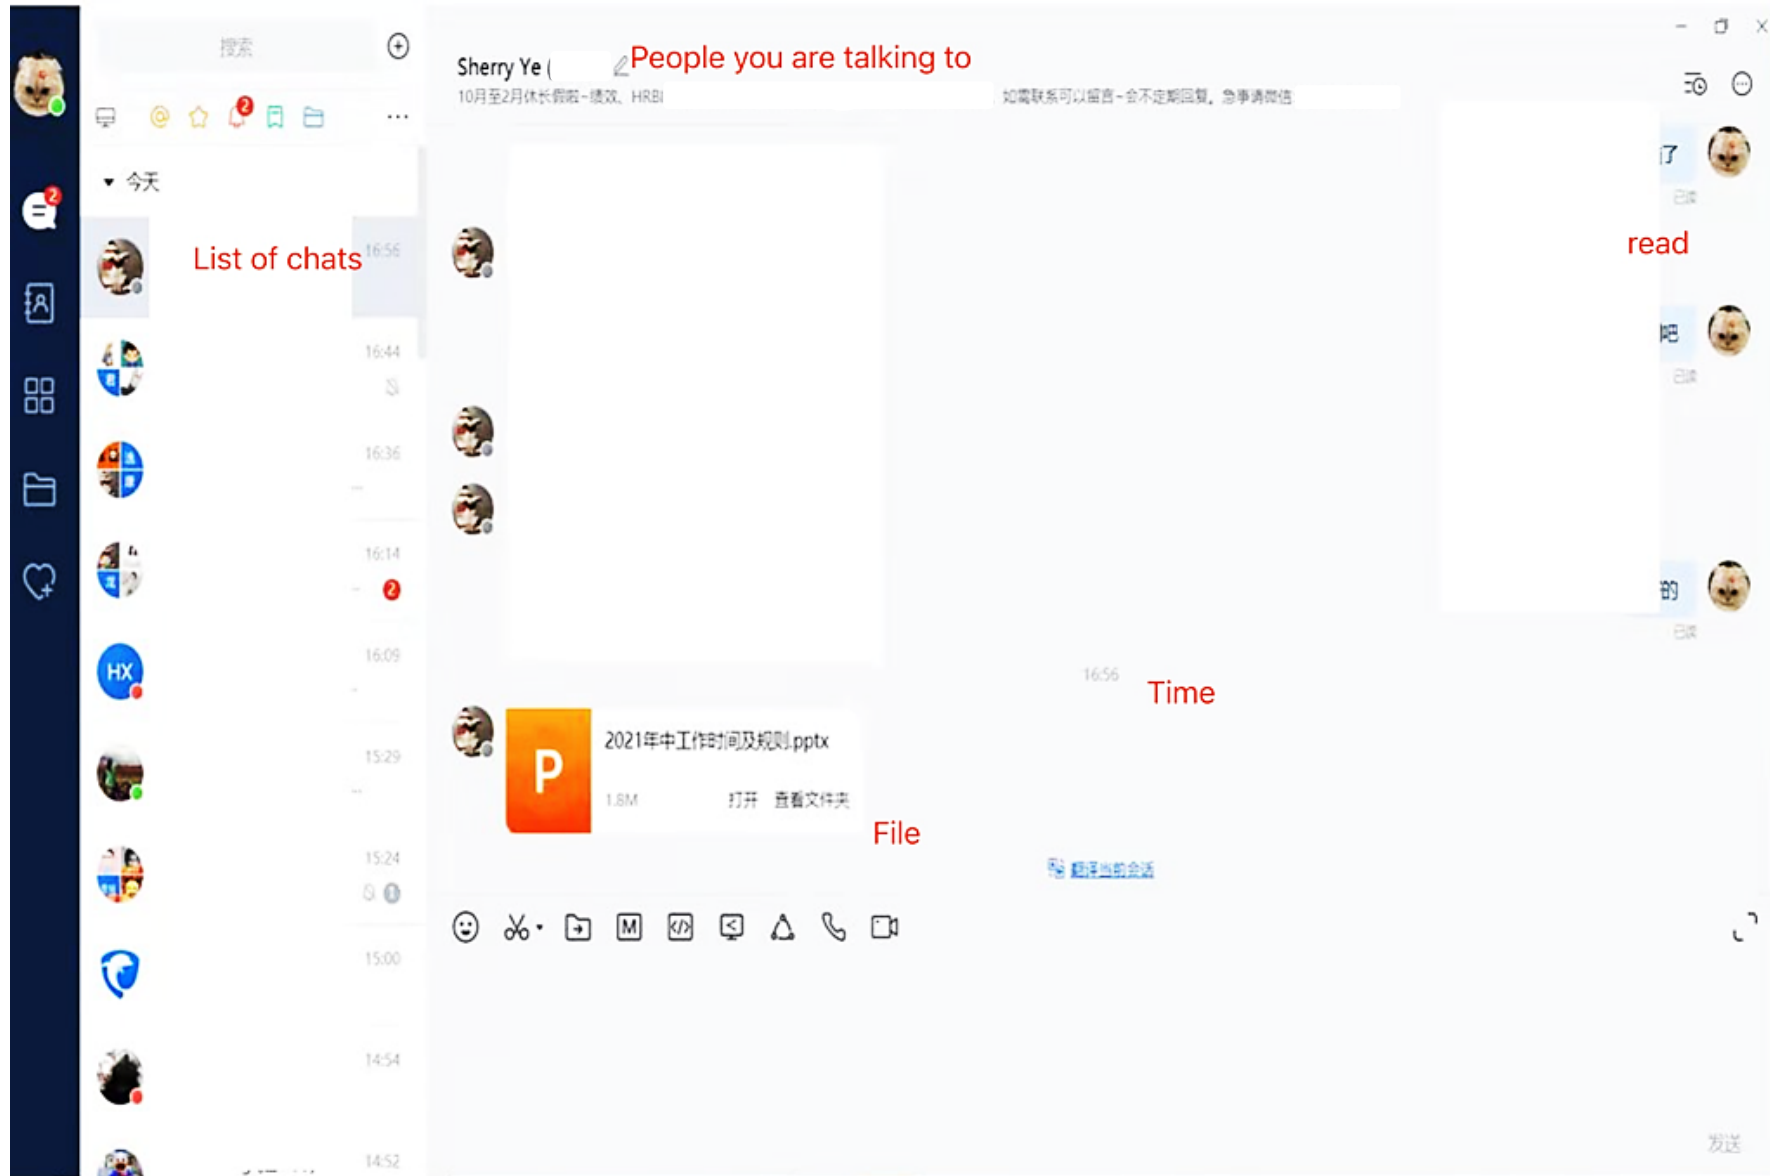 搜索
2
▼ 今天
2
List of chats
16:56
16:44
16:36
16:14
2
HX
16:09
15:29
15:24
15:00
14:54
14:52
Sherry Ye (
People you are talking to
10月至2月休长假啦~绩效、HRBI
如需联系可以留言~会不定期回复。急事请微信
了
已读
read
吧
已读
的
已读
16:56
Time
P
2021年中工作时间及规则.pptx
1.8M 打开 查看文件夹
File
翻译当前会话
M
发送